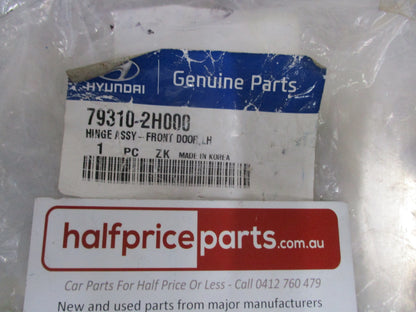 HYUNDAI
Genuine Parts
79310-2H000
HINGE ASSY-FRONT DOOR,LH
1 PC ZK MADE IN KOREA
halfpriceparts.com.au
Car Parts For Half Price Or Less - Call 0412 760 479
New and used parts from major manufacturers